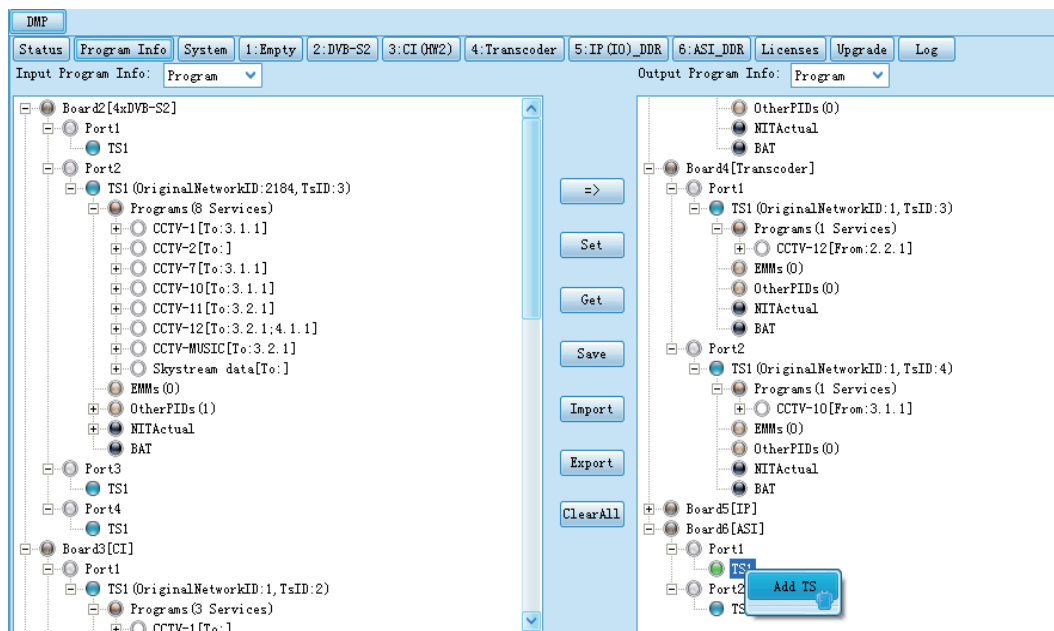 DMP
Status Program Info System 1:Empty 2:DVB-S2 3:CI(HW2) 4:Transcoder 5:IP(IO)_DDR 6:ASI_DDR Licenses Upgrade Log
Input Program Info: Program
Board2[4xDVB-S2]
Port1
TS1
Port2
TS1(OriginalNetworkID:2184,TsID:3)
Programs(8 Services)
CCTV-1[To:3.1.1]
CCTV-2[To:]
CCTV-7[To:3.1.1]
CCTV-10[To:3.1.1]
CCTV-11[To:3.2.1]
CCTV-12[To:3.2.1;4.1.1]
CCTV-MUSIC[To:3.2.1]
Skystream data[To:]
EMMs(0)
OtherPIDs(1)
NITActual
BAT
Port3
TS1
Port4
TS1
Board3[CI]
Port1
TS1(OriginalNetworkID:1,TsID:2)
Programs(3 Services)
CCTV-1[To:]
=>
Set
Get
Save
Import
Export
ClearAll
Output Program Info: Program
OtherPIDs(0)
NITActual
BAT
Board4[Transcoder]
Port1
TS1(OriginalNetworkID:1,TsID:3)
Programs(1 Services)
CCTV-12[From:2.2.1]
EMMs(0)
OtherPIDs(0)
NITActual
BAT
Port2
TS1(OriginalNetworkID:1,TsID:4)
Programs(1 Services)
CCTV-10[From:3.1.1]
EMMs(0)
OtherPIDs(0)
NITActual
BAT
Board5[IP]
Board6[ASI]
Port1
TS1
Add TS
Port2
TS